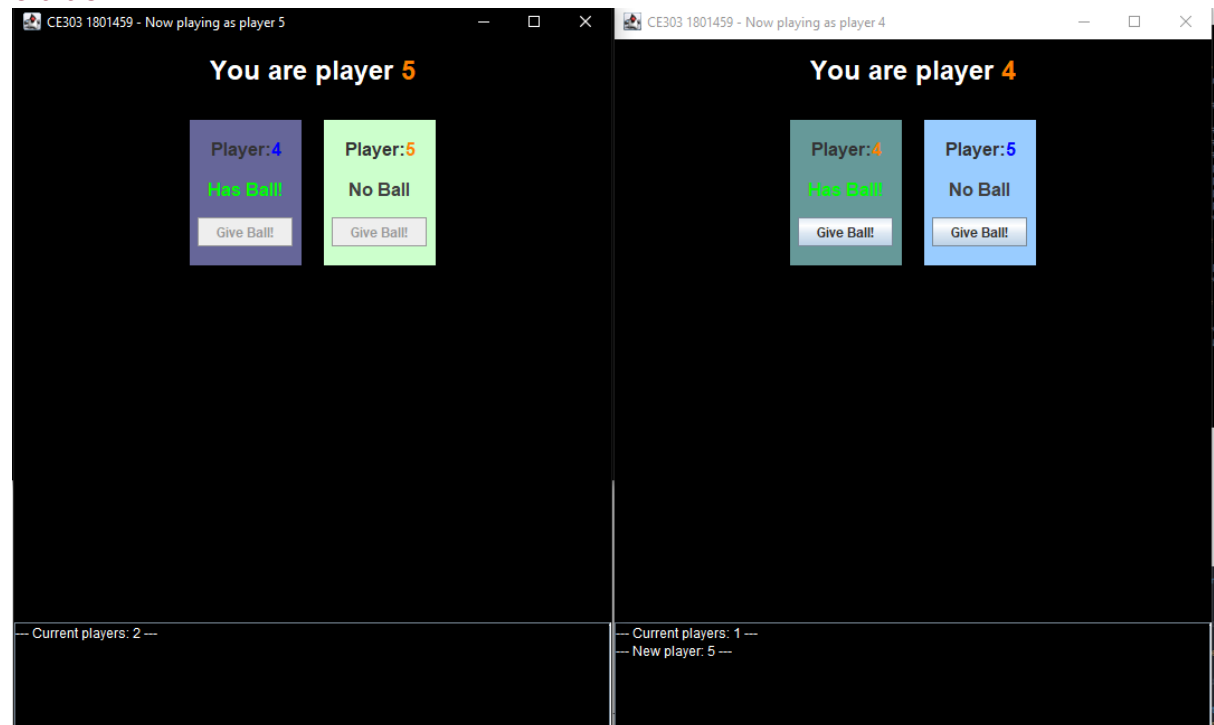 CE303 1801459 - Now playing as player 5
You are player 5
Player:4
Has Ball!
Give Ball!
Player:5
No Ball
Give Ball!
--- Current players: 2 ---
CE303 1801459 - Now playing as player 4
You are player 4
Player:4
Has Ball!
Give Ball!
Player:5
No Ball
Give Ball!
--- Current players: 1 ---
--- New player: 5 ---